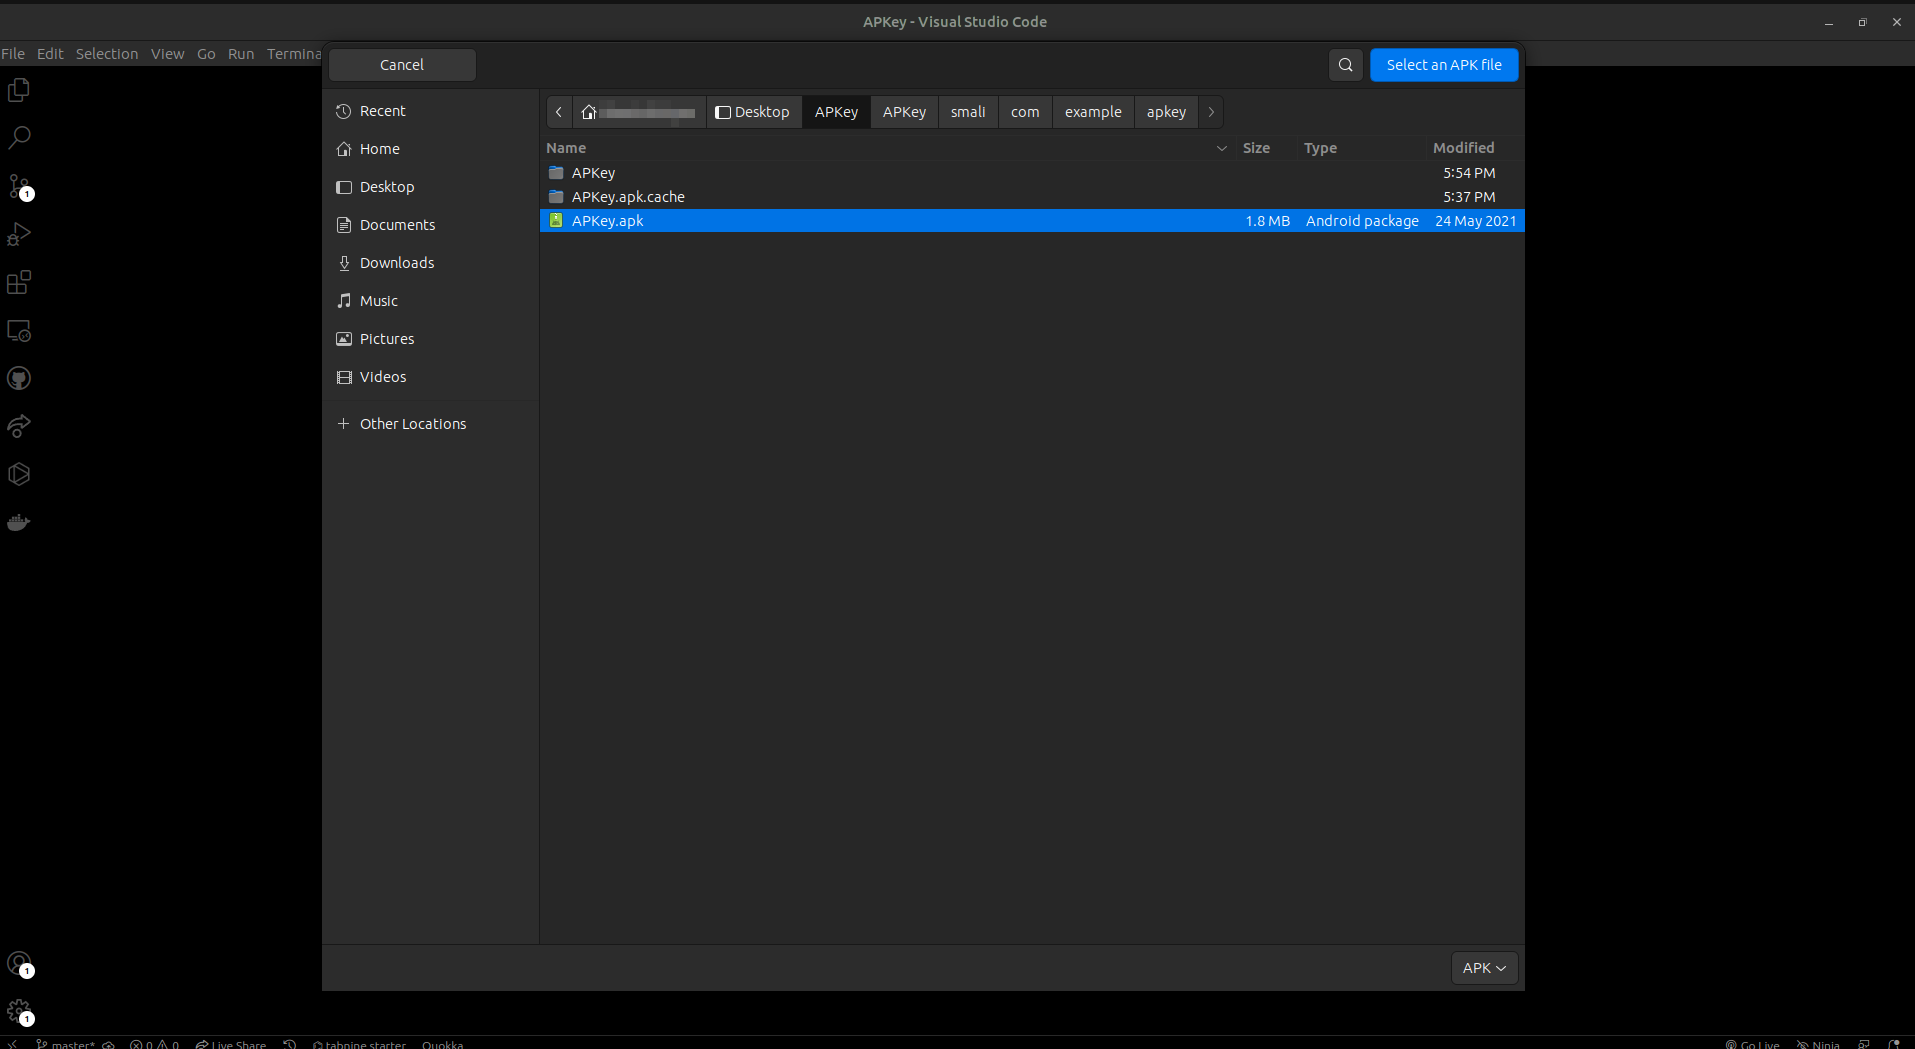 APKey - Visual Studio Code
File Edit Selection View Go Run Termina
Cancel
Select an APK file
Recent
Home
Desktop
Documents
Downloads
Music
Pictures
Videos
Other Locations
Desktop APKey APKey smali com example apkey
Name Size Type Modified
APKey 5:54 PM
APKey.apk.cache 5:37 PM
APKey.apk 1.8 MB Android package 24 May 2021
APK
1
1
1
master* 0 0 Live Share tabnine starter Quokka
Go Live Ninja